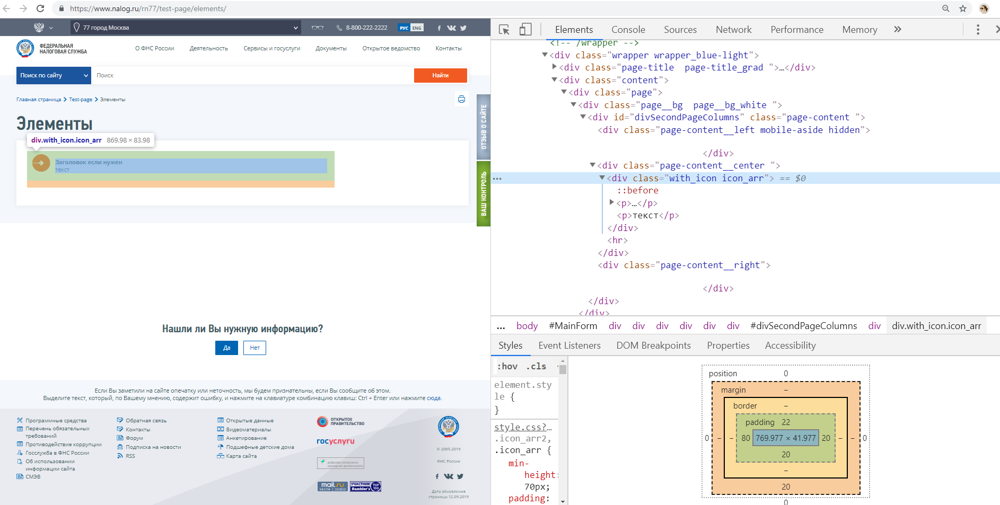 https://www.nalog.ru/rn77/test-page/elements/
77 город Москва
8-800-222-2222
РУС ENG
ФЕДЕРАЛЬНАЯ
НАЛОГОВАЯ СЛУЖБА
О ФНС России
Деятельность
Сервисы и госуслуги
Документы
Открытое ведомство
Контакты
Поиск по сайту
Поиск
Найти
Главная страница > Test-page > Элементы
Элементы
div.with_icon.icon_arr 869.98 × 83.98
Заголовок если нужен
текст
ОТЗЫВ О САЙТЕ
ВАШ КОНТРОЛЬ
Нашли ли Вы нужную информацию?
Да
Нет
Если Вы заметили на сайте опечатку или неточность, мы будем признательны, если Вы сообщите об этом.
Выделите текст, который, по Вашему мнению, содержит ошибку, и нажмите на клавиатуре комбинацию клавиш: Ctrl + Enter или нажмите сюда.
Программные средства
Перечень обязательных
требований
Противодействие коррупции
Госслужба в ФНС России
Об использовании
информации сайта
СМЭВ
Обратная связь
Контакты
Форум
Подписка на новости
RSS
Открытые данные
Видеоматериалы
Анкетирование
Подшефные детские дома
Карта сайта
ОТКРЫТОЕ
ПРАВИТЕЛЬСТВО
госуслуги
реформа контрольно-
надзорной деятельности
mail.ru
УЧАСТНИК
Rambler's
TOP
100
© 2005-2019
ФНС России
Дата обновления
страницы 12.09.2019
Elements
Console
Sources
Network
Performance
Memory
<!-- /wrapper -->
<div class="wrapper wrapper_blue-light">
<div class="page-title  page-title_grad ">…</div>
<div class="content">
<div class="page">
<div class="page__bg  page__bg_white ">
<div id="divSecondPageColumns" class="page-content ">
<div class="page-content__left mobile-aside hidden">
</div>
<div class="page-content__center ">
... <div class="with_icon icon_arr"> == $0
::before
<p>…</p>
<p>текст</p>
</div>
<hr>
</div>
<div class="page-content__right">
</div>
</div>
</div>
... body #MainForm div div div div div div #divSecondPageColumns div div.with_icon.icon_arr
Styles
Event Listeners
DOM Breakpoints
Properties
Accessibility
:hov .cls
element.sty
le {
}
style.css?…
.icon_arr2,
.icon_arr {
min-
height:
70px;
padding:
position 0
margin –
border –
padding 22
0 – – 80 769.977 × 41.977 20 – – 0
20
–
20
0